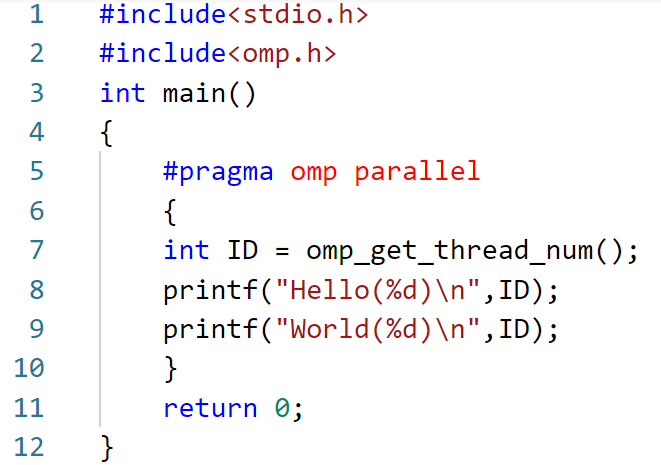 1 #include<stdio.h>
2 #include<omp.h>
3 int main()
4 {
5 #pragma omp parallel
6 {
7 int ID = omp_get_thread_num();
8 printf("Hello(%d)\n",ID);
9 printf("World(%d)\n",ID);
10 }
11 return 0;
12 }